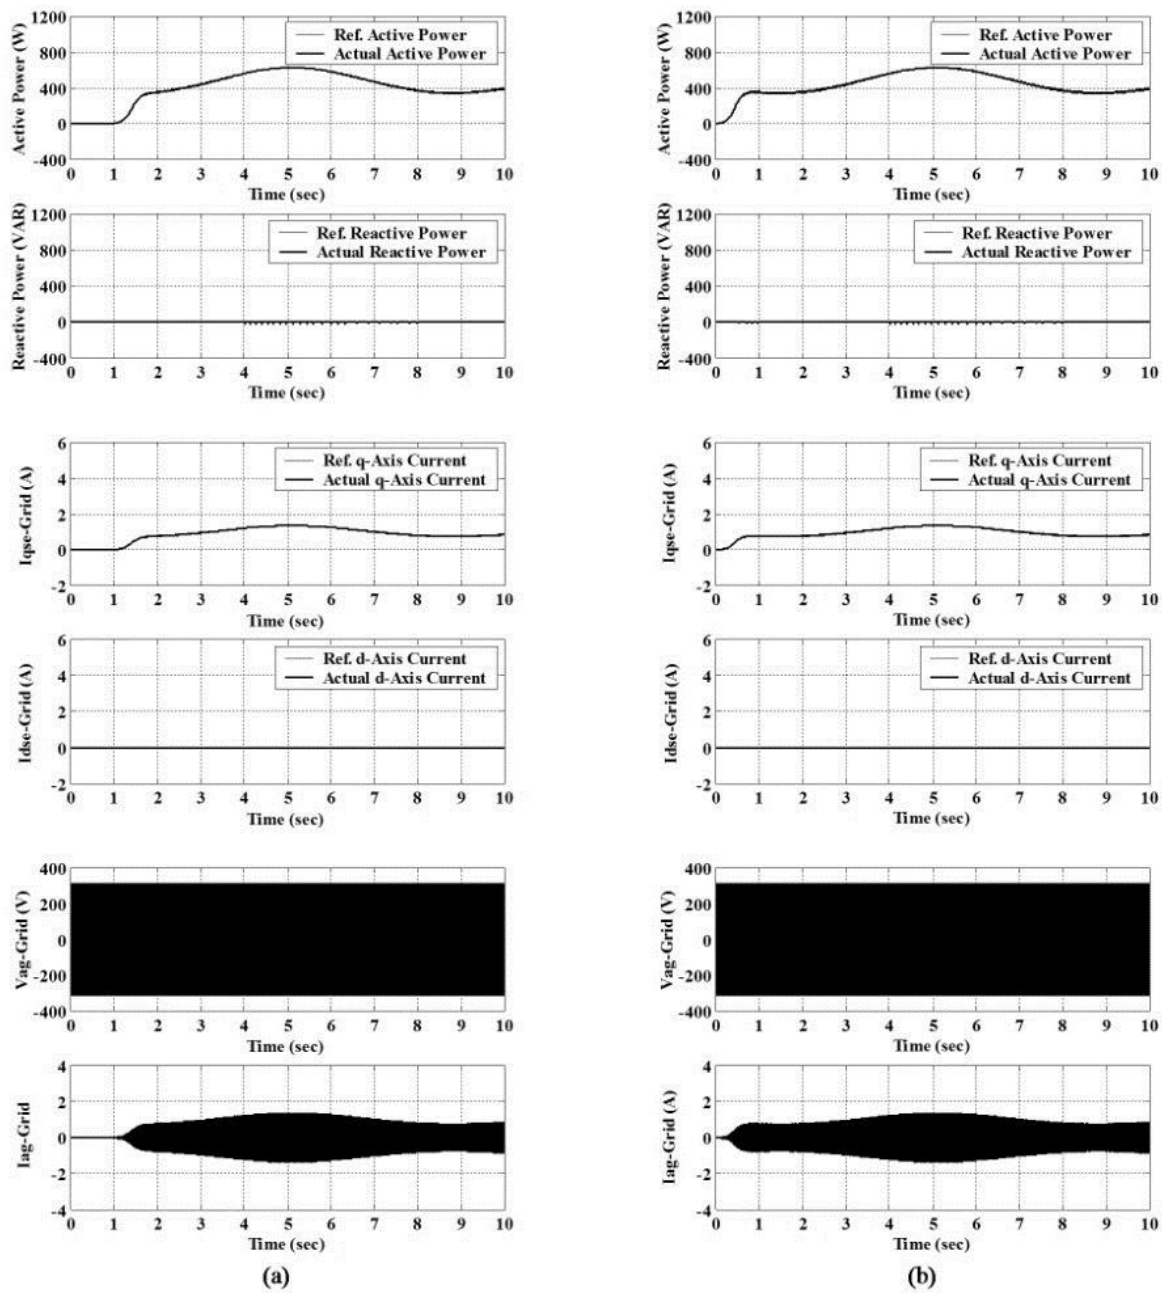 1200
800
400
0
-400
Active Power (W)
Ref. Active Power
Actual Active Power
0 1 2 3 4 5 6 7 8 9 10
Time (sec)
1200
800
400
0
-400
Reactive Power (VAR)
Ref. Reactive Power
Actual Reactive Power
0 1 2 3 4 5 6 7 8 9 10
Time (sec)
6
4
2
0
-2
Iqse-Grid (A)
Ref. q-Axis Current
Actual q-Axis Current
0 1 2 3 4 5 6 7 8 9 10
Time (sec)
6
4
2
0
-2
Idse-Grid (A)
Ref. d-Axis Current
Actual d-Axis Current
0 1 2 3 4 5 6 7 8 9 10
Time (sec)
400
200
0
-200
-400
Vag-Grid (V)
0 1 2 3 4 5 6 7 8 9 10
Time (sec)
4
2
0
-2
-4
Iag-Grid
0 1 2 3 4 5 6 7 8 9 10
Time (sec)
(a)
1200
800
400
0
-400
Active Power (W)
Ref. Active Power
Actual Active Power
0 1 2 3 4 5 6 7 8 9 10
Time (sec)
1200
800
400
0
-400
Reactive Power (VAR)
Ref. Reactive Power
Actual Reactive Power
0 1 2 3 4 5 6 7 8 9 10
Time (sec)
6
4
2
0
-2
Iqse-Grid (A)
Ref. q-Axis Current
Actual q-Axis Current
0 1 2 3 4 5 6 7 8 9 10
Time (sec)
6
4
2
0
-2
Idse-Grid (A)
Ref. d-Axis Current
Actual d-Axis Current
0 1 2 3 4 5 6 7 8 9 10
Time (sec)
400
200
0
-200
-400
Vag-Grid (V)
0 1 2 3 4 5 6 7 8 9 10
Time (sec)
4
2
0
-2
-4
Iag-Grid (A)
0 1 2 3 4 5 6 7 8 9 10
Time (sec)
(b)